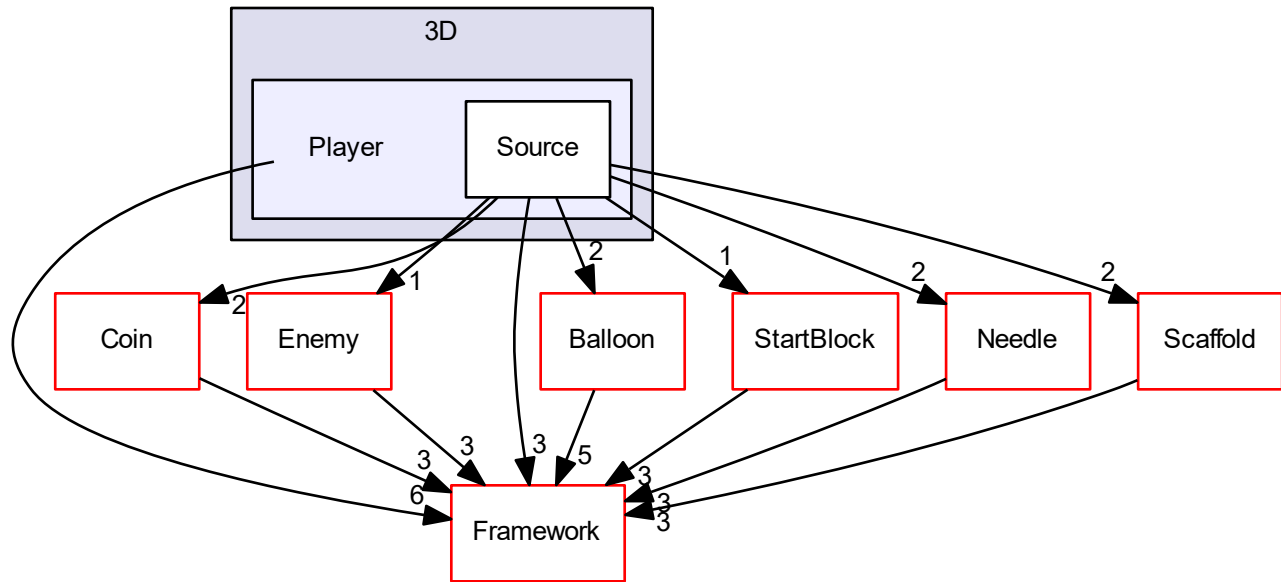 3D
Player
Source
2
1
2
1
2
2
Coin
Enemy
Balloon
StartBlock
Needle
Scaffold
3
3
3
5
3
3
3
6
Framework